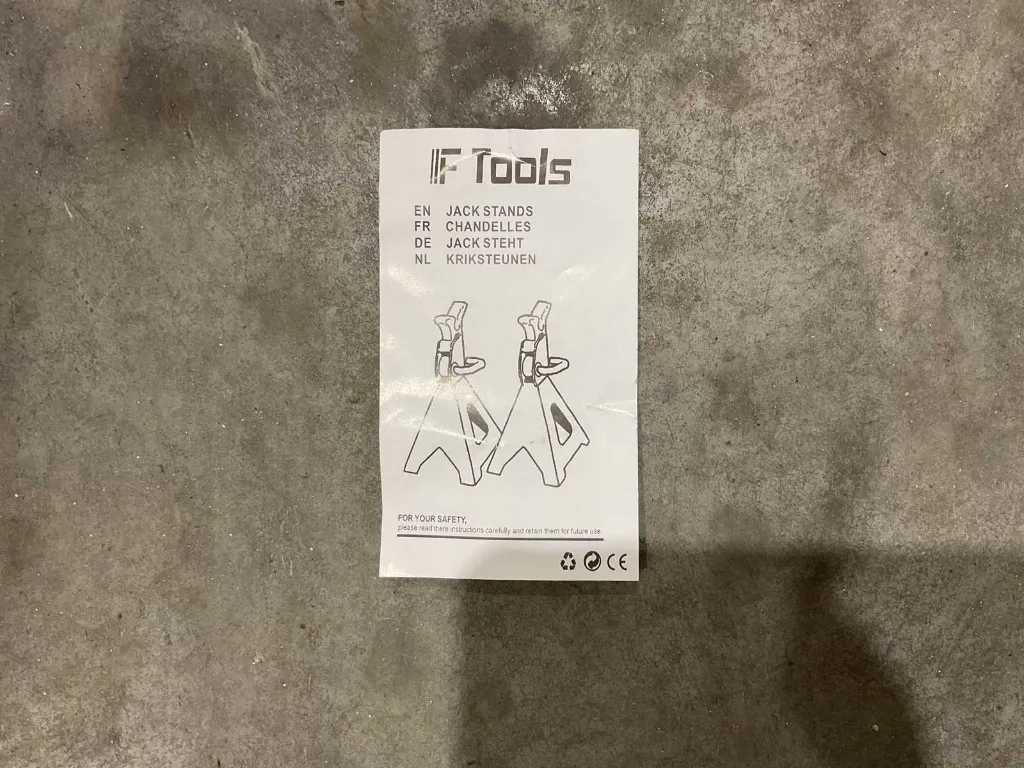 F Tools
EN JACK STANDS
FR CHANDELLES
DE JACK STEHT
NL KRIKSTEUNEN
FOR YOUR SAFETY,
please read there instructions carefully and retain them for future use
CE